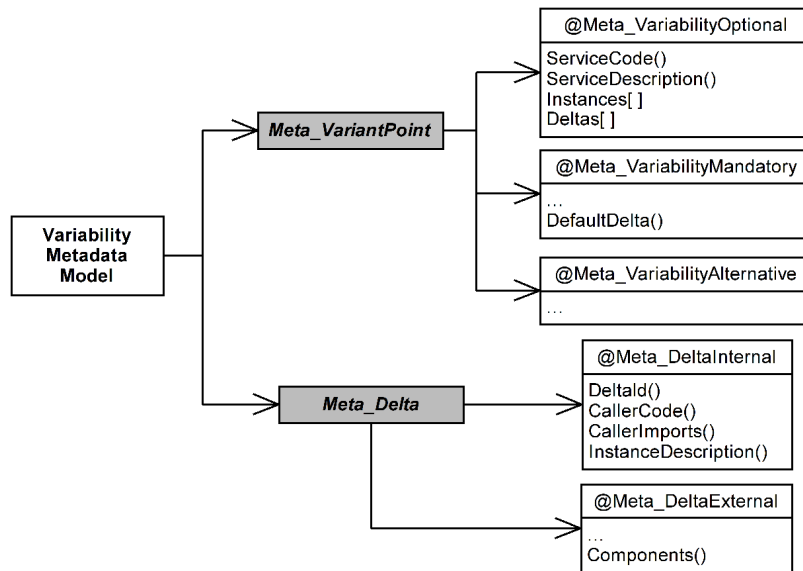 @Meta_VariabilityOptional
ServiceCode()
ServiceDescription()
Instances[ ]
Deltas[ ]
Meta_VariantPoint
@Meta_VariabilityMandatory
...
DefaultDelta()
Variability
Metadata
Model
@Meta_VariabilityAlternative
...
@Meta_DeltaInternal
DeltaId()
CallerCode()
CallerImports()
InstanceDescription()
Meta_Delta
@Meta_DeltaExternal
...
Components()